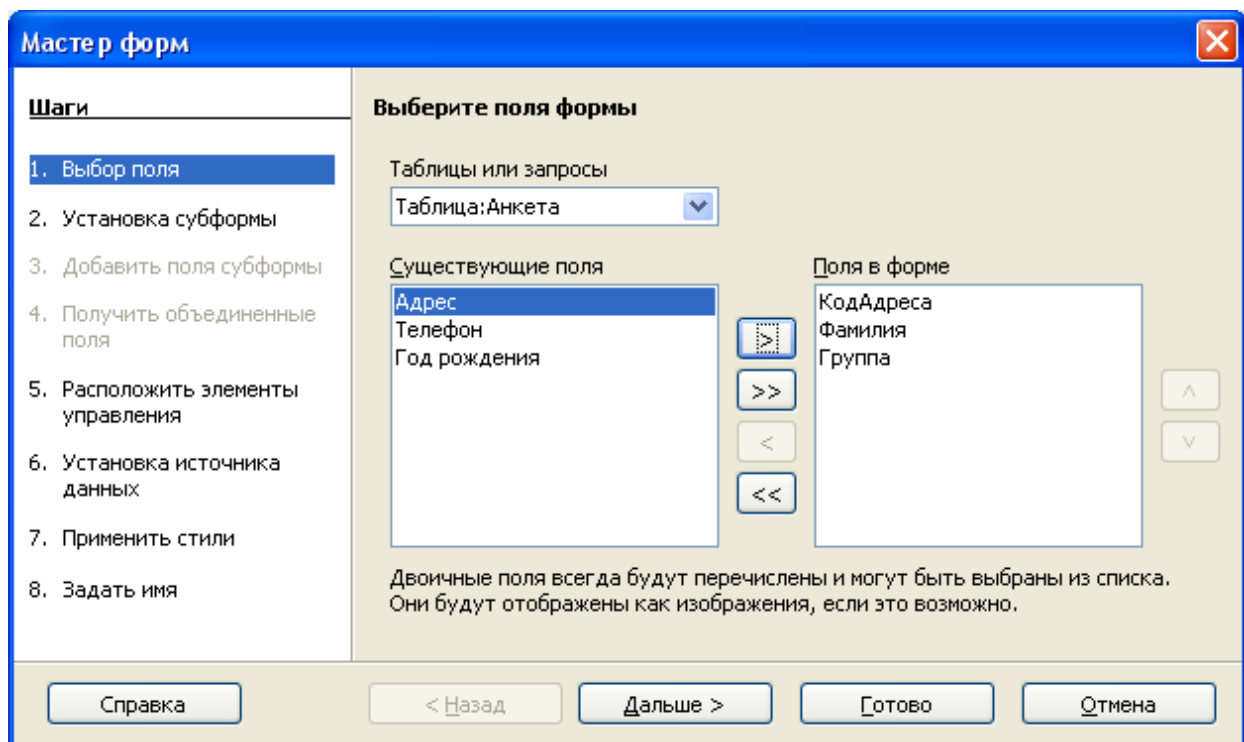 Мастер форм
Шаги
1. Выбор поля
2. Установка субформы
3. Добавить поля субформы
4. Получить объединенные
поля
5. Расположить элементы
управления
6. Установка источника
данных
7. Применить стили
8. Задать имя
Выберите поля формы
Таблицы или запросы
Таблица:Анкета
Существующие поля
Адрес
Телефон
Год рождения
>
>>
<
<<
Поля в форме
КодАдреса
Фамилия
Группа
Двоичные поля всегда будут перечислены и могут быть выбраны из списка.
Они будут отображены как изображения, если это возможно.
Справка
< Назад
Дальше >
Готово
Отмена